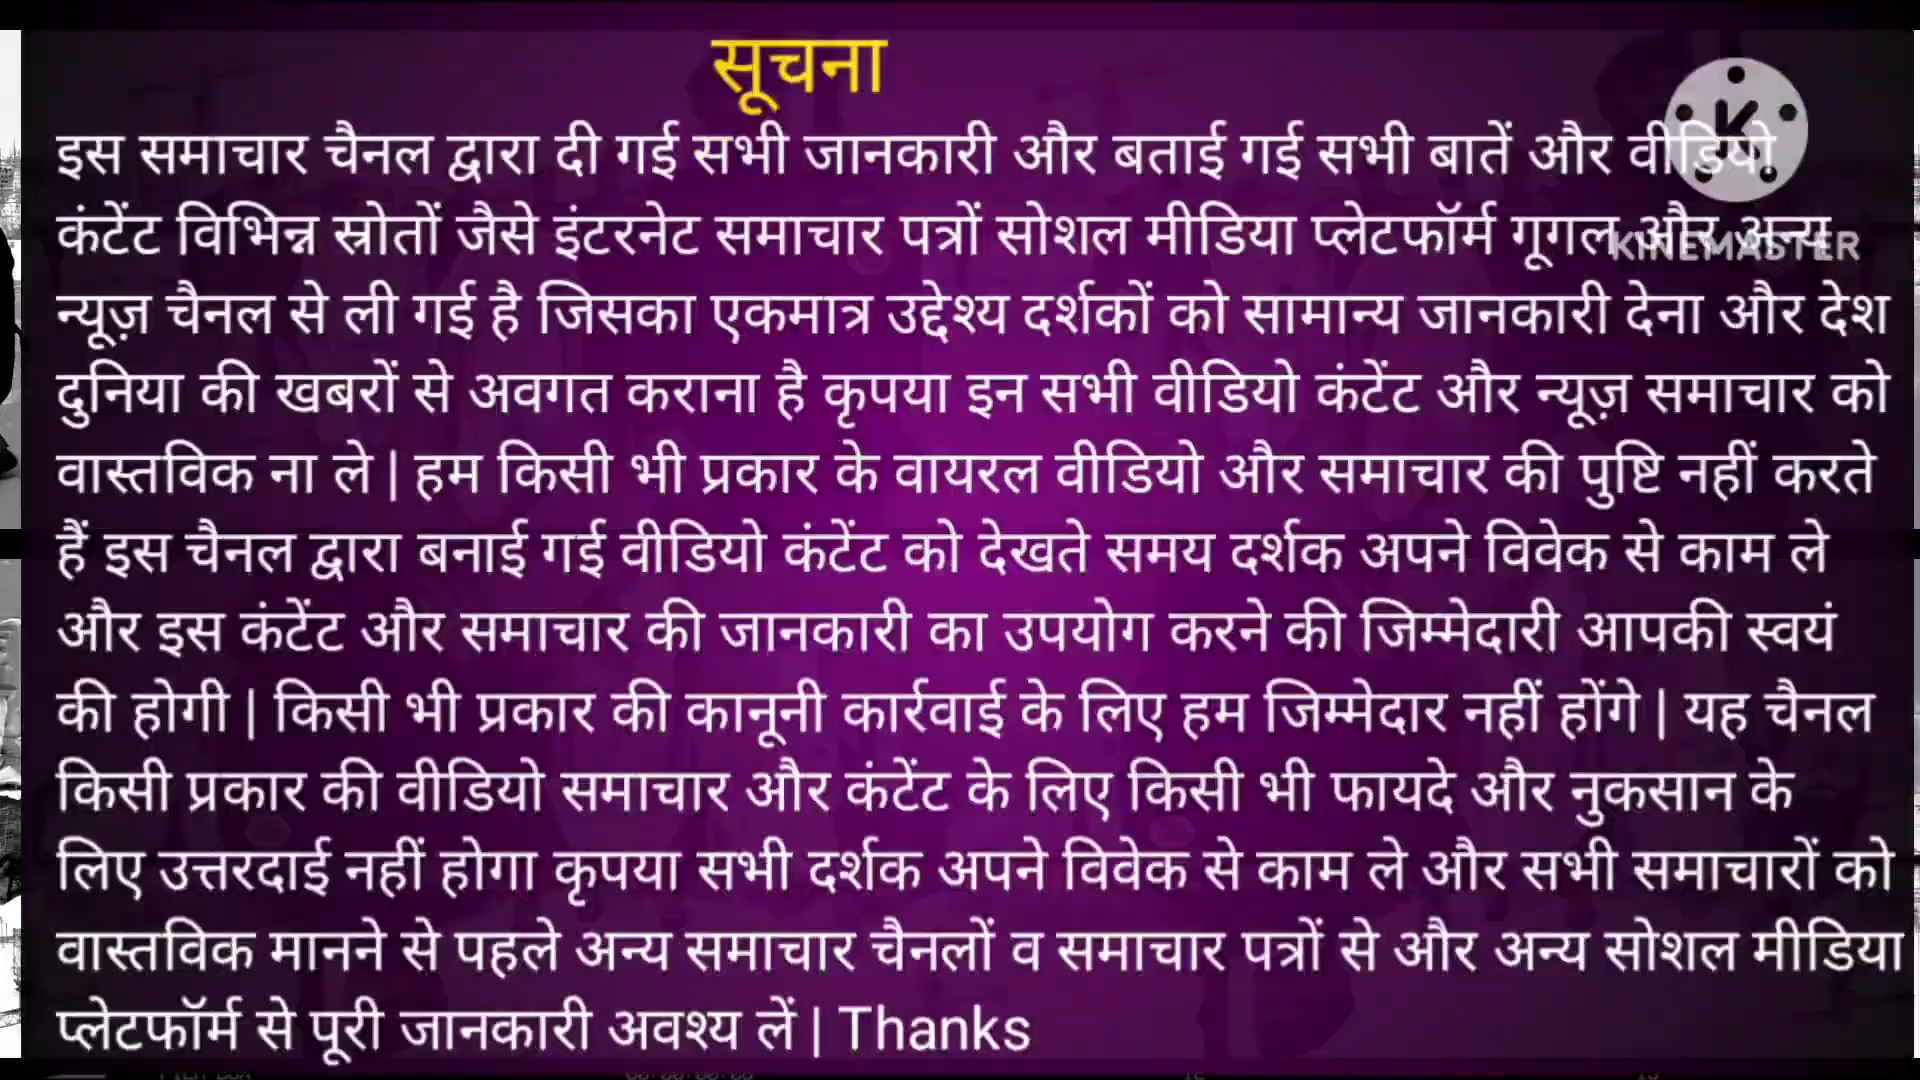 सूचना
इस समाचार चैनल द्वारा दी गई सभी जानकारी और बताई गई सभी बातें और वीडियो
कंटेंट विभिन्न स्रोतों जैसे इंटरनेट समाचार पत्रों सोशल मीडिया प्लेटफॉर्म गूगल और अन्य
KINEMASTER
न्यूज़ चैनल से ली गई है जिसका एकमात्र उद्देश्य दर्शकों को सामान्य जानकारी देना और देश
दुनिया की खबरों से अवगत कराना है कृपया इन सभी वीडियो कंटेंट और न्यूज़ समाचार को
वास्तविक ना ले | हम किसी भी प्रकार के वायरल वीडियो और समाचार की पुष्टि नहीं करते
हैं इस चैनल द्वारा बनाई गई वीडियो कंटेंट को देखते समय दर्शक अपने विवेक से काम ले
और इस कंटेंट और समाचार की जानकारी का उपयोग करने की जिम्मेदारी आपकी स्वयं
की होगी | किसी भी प्रकार की कानूनी कार्रवाई के लिए हम जिम्मेदार नहीं होंगे | यह चैनल
किसी प्रकार की वीडियो समाचार और कंटेंट के लिए किसी भी फायदे और नुकसान के
लिए उत्तरदाई नहीं होगा कृपया सभी दर्शक अपने विवेक से काम ले और सभी समाचारों को
वास्तविक मानने से पहले अन्य समाचार चैनलों व समाचार पत्रों से और अन्य सोशल मीडिया
प्लेटफॉर्म से पूरी जानकारी अवश्य लें | Thanks